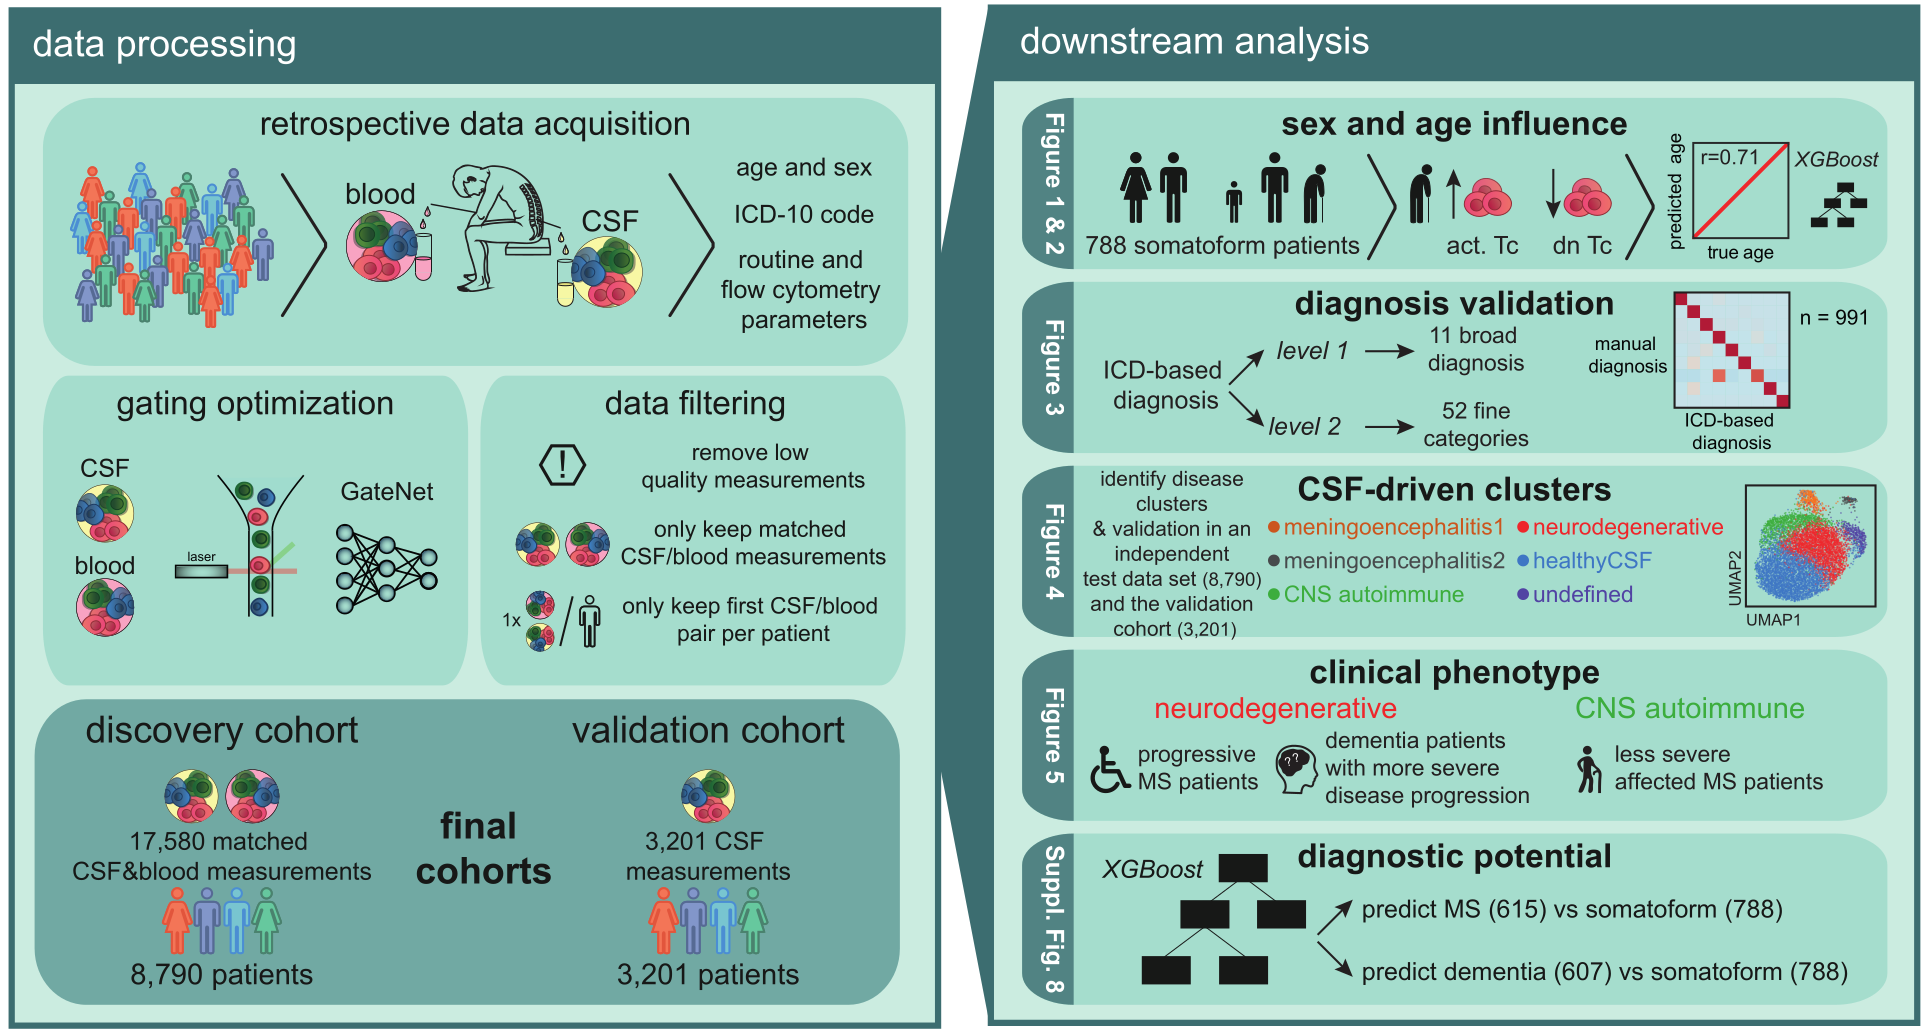 data processing
retrospective data acquisition
blood
CSF
age and sex
ICD-10 code
routine and
flow cytometry
parameters
gating optimization
CSF
blood
laser
GateNet
data filtering
!
remove low
quality measurements
only keep matched
CSF/blood measurements
1x
only keep first CSF/blood
pair per patient
discovery cohort
17,580 matched
CSF&blood measurements
8,790 patients
final
cohorts
validation cohort
3,201 CSF
measurements
3,201 patients
downstream analysis
Figure 1 & 2
sex and age influence
788 somatoform patients
act. Tc
dn Tc
predicted age
r=0.71
true age
XGBoost
Figure 3
diagnosis validation
ICD-based
diagnosis
level 1
11 broad
diagnosis
level 2
52 fine
categories
manual
diagnosis
n = 991
ICD-based
diagnosis
Figure 4
identify disease
clusters
& validation in an
independent
test data set (8,790)
and the validation
cohort (3,201)
CSF-driven clusters
meningoencephalitis1
meningoencephalitis2
CNS autoimmune
neurodegenerative
healthyCSF
undefined
UMAP2
UMAP1
Figure 5
clinical phenotype
neurodegenerative
progressive
MS patients
? ?
dementia patients
with more severe
disease progression
CNS autoimmune
less severe
affected MS patients
Suppl. Fig. 8
diagnostic potential
XGBoost
predict MS (615) vs somatoform (788)
predict dementia (607) vs somatoform (788)